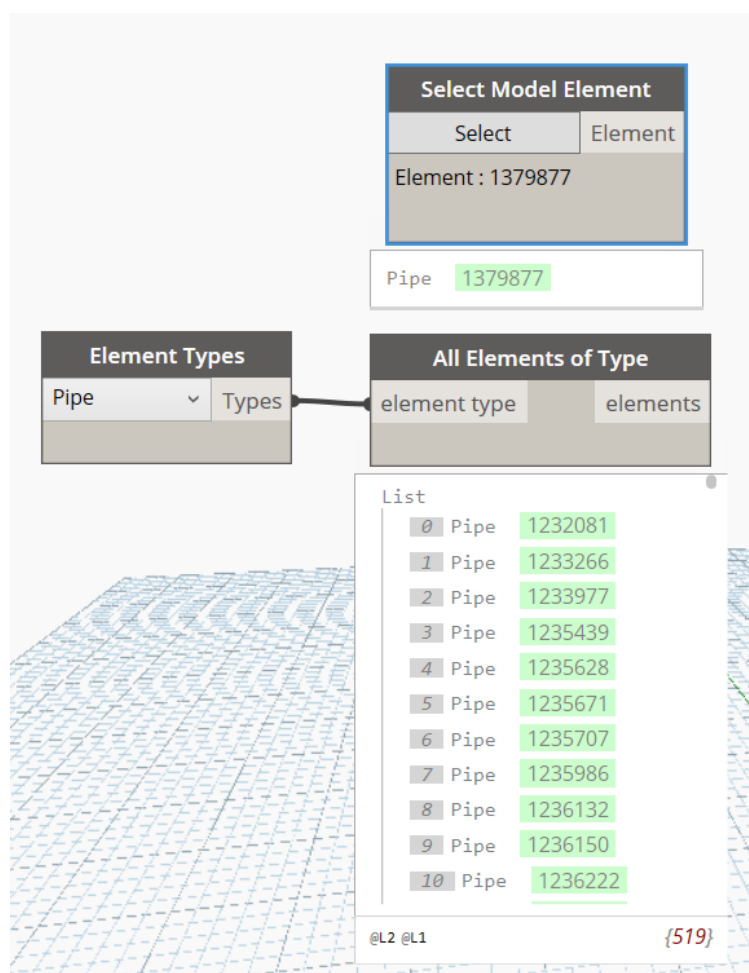 Select Model Element
Select Element
Element : 1379877
Pipe 1379877
Element Types
Pipe Types
All Elements of Type
element type elements
List
0 Pipe 1232081
1 Pipe 1233266
2 Pipe 1233977
3 Pipe 1235439
4 Pipe 1235628
5 Pipe 1235671
6 Pipe 1235707
7 Pipe 1235986
8 Pipe 1236132
9 Pipe 1236150
10 Pipe 1236222
@L2 @L1 {519}